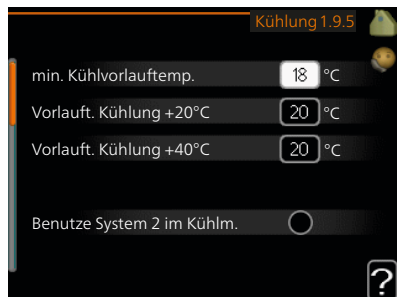 Kühlung 1.9.5
min. Kühlvorlauftemp. 18 °C
Vorlauft. Kühlung +20°C 20 °C
Vorlauft. Kühlung +40°C 20 °C
Benutze System 2 im Kühlm.
?